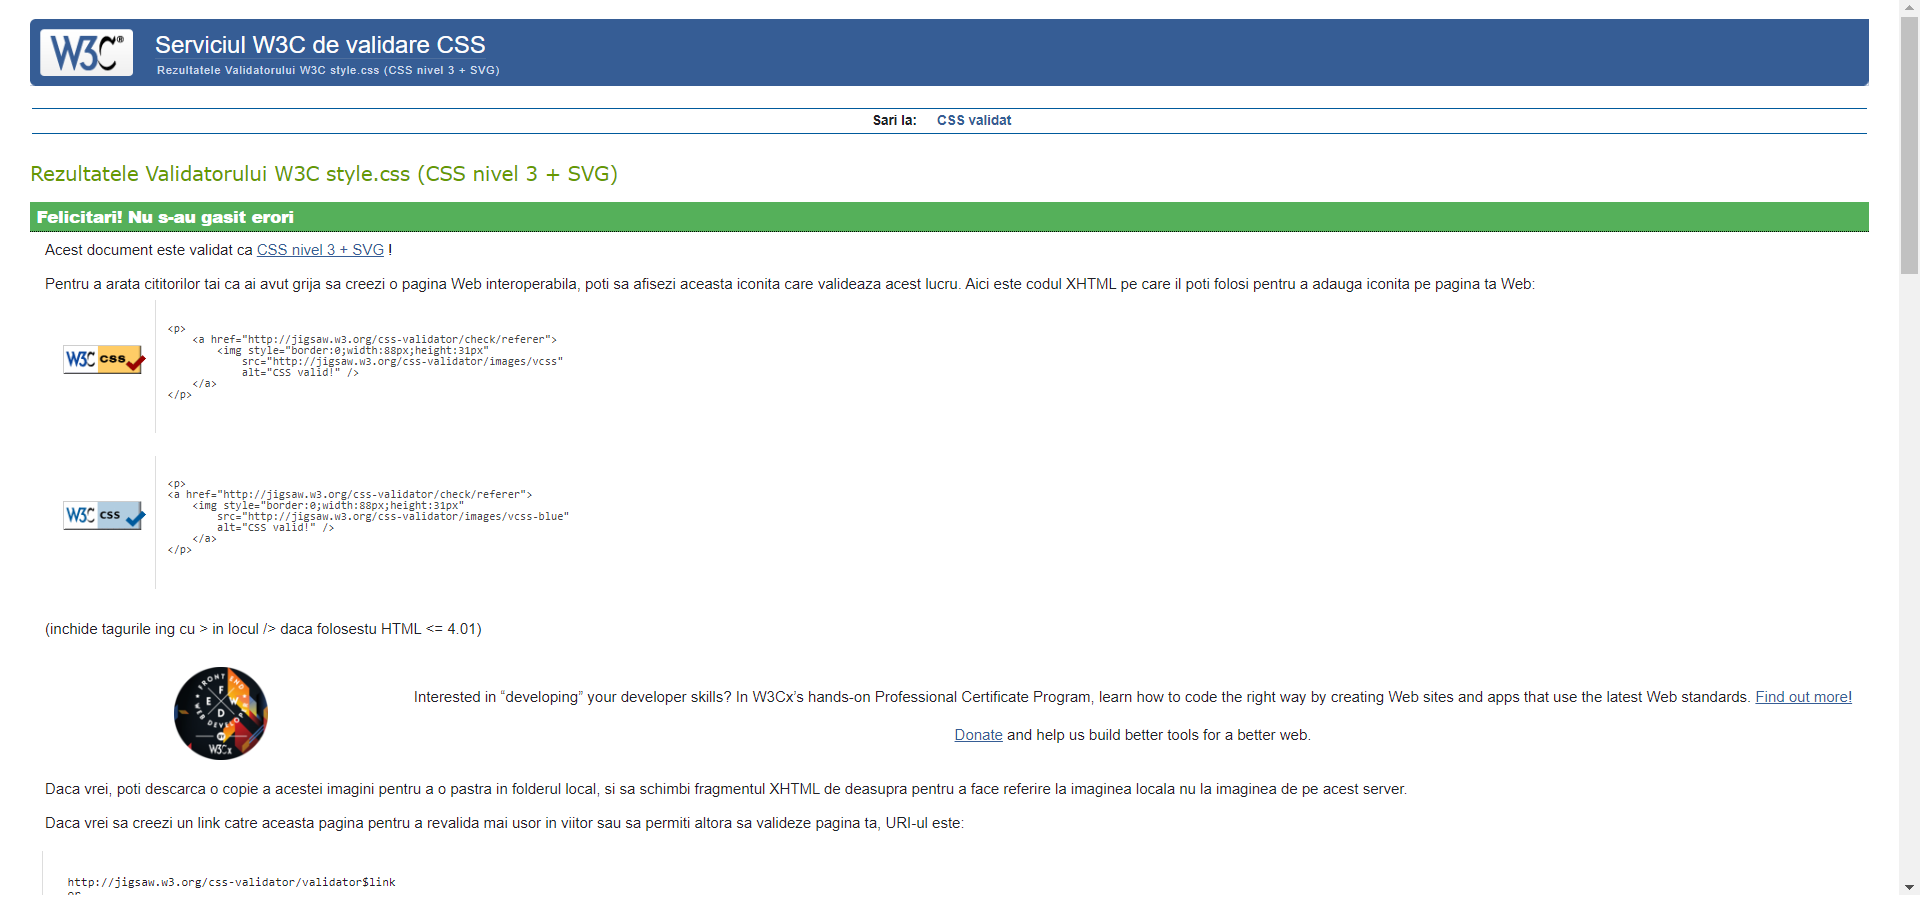 W3C®
Serviciul W3C de validare CSS
Rezultatele Validatorului W3C style.css (CSS nivel 3 + SVG)
Sari la: CSS validat
Rezultatele Validatorului W3C style.css (CSS nivel 3 + SVG)
Felicitari! Nu s-au gasit erori
Acest document este validat ca CSS nivel 3 + SVG !
Pentru a arata cititorilor tai ca ai avut grija sa creezi o pagina Web interoperabila, poti sa afisezi aceasta iconita care valideaza acest lucru. Aici este codul XHTML pe care il poti folosi pentru a adauga iconita pe pagina ta Web:
W3C css
<p>
<a href="http://jigsaw.w3.org/css-validator/check/referer">
<img style="border:0;width:88px;height:31px"
src="http://jigsaw.w3.org/css-validator/images/vcss"
alt="CSS valid!" />
</a>
</p>
W3C css
<p>
<a href="http://jigsaw.w3.org/css-validator/check/referer">
<img style="border:0;width:88px;height:31px"
src="http://jigsaw.w3.org/css-validator/images/vcss-blue"
alt="CSS valid!" />
</a>
</p>
(inchide tagurile ing cu > in locul /> daca folosestu HTML <= 4.01)
FRONT END
WEB DEVELOPER
F
E W
D
W3Cx
Interested in “developing” your developer skills? In W3Cx’s hands-on Professional Certificate Program, learn how to code the right way by creating Web sites and apps that use the latest Web standards. Find out more!
Donate and help us build better tools for a better web.
Daca vrei, poti descarca o copie a acestei imagini pentru a o pastra in folderul local, si sa schimbi fragmentul XHTML de deasupra pentru a face referire la imaginea locala nu la imaginea de pe acest server.
Daca vrei sa creezi un link catre aceasta pagina pentru a revalida mai usor in viitor sau sa permiti altora sa valideze pagina ta, URI-ul este:
http://jigsaw.w3.org/css-validator/validator$link